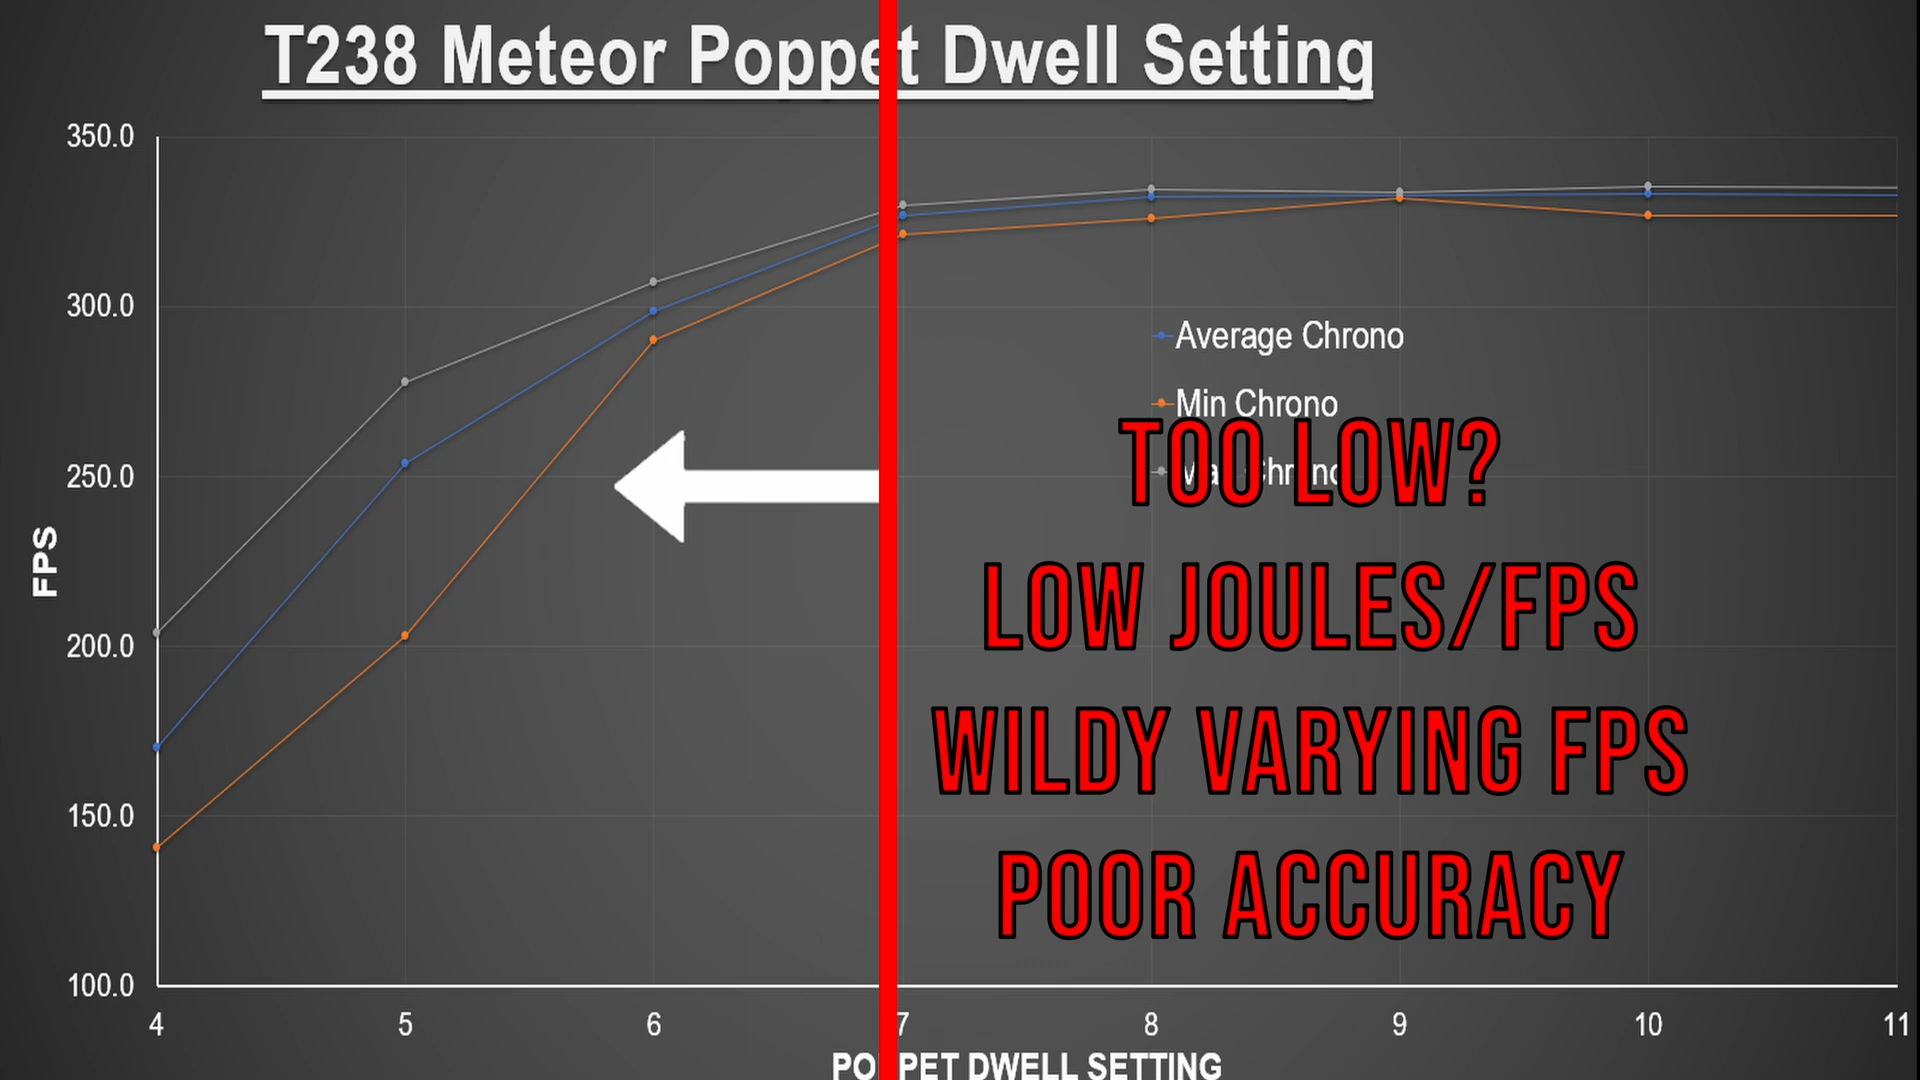 T238 Meteor Poppet Dwell Setting
350.0
300.0
250.0
200.0
150.0
100.0
FPS
Average Chrono
Min Chrono
Chrono
TOO LOW?
LOW JOULES/FPS
WILDY VARYING FPS
POOR ACCURACY
4 5 6 7 8 9 10 11
POPPET DWELL SETTING